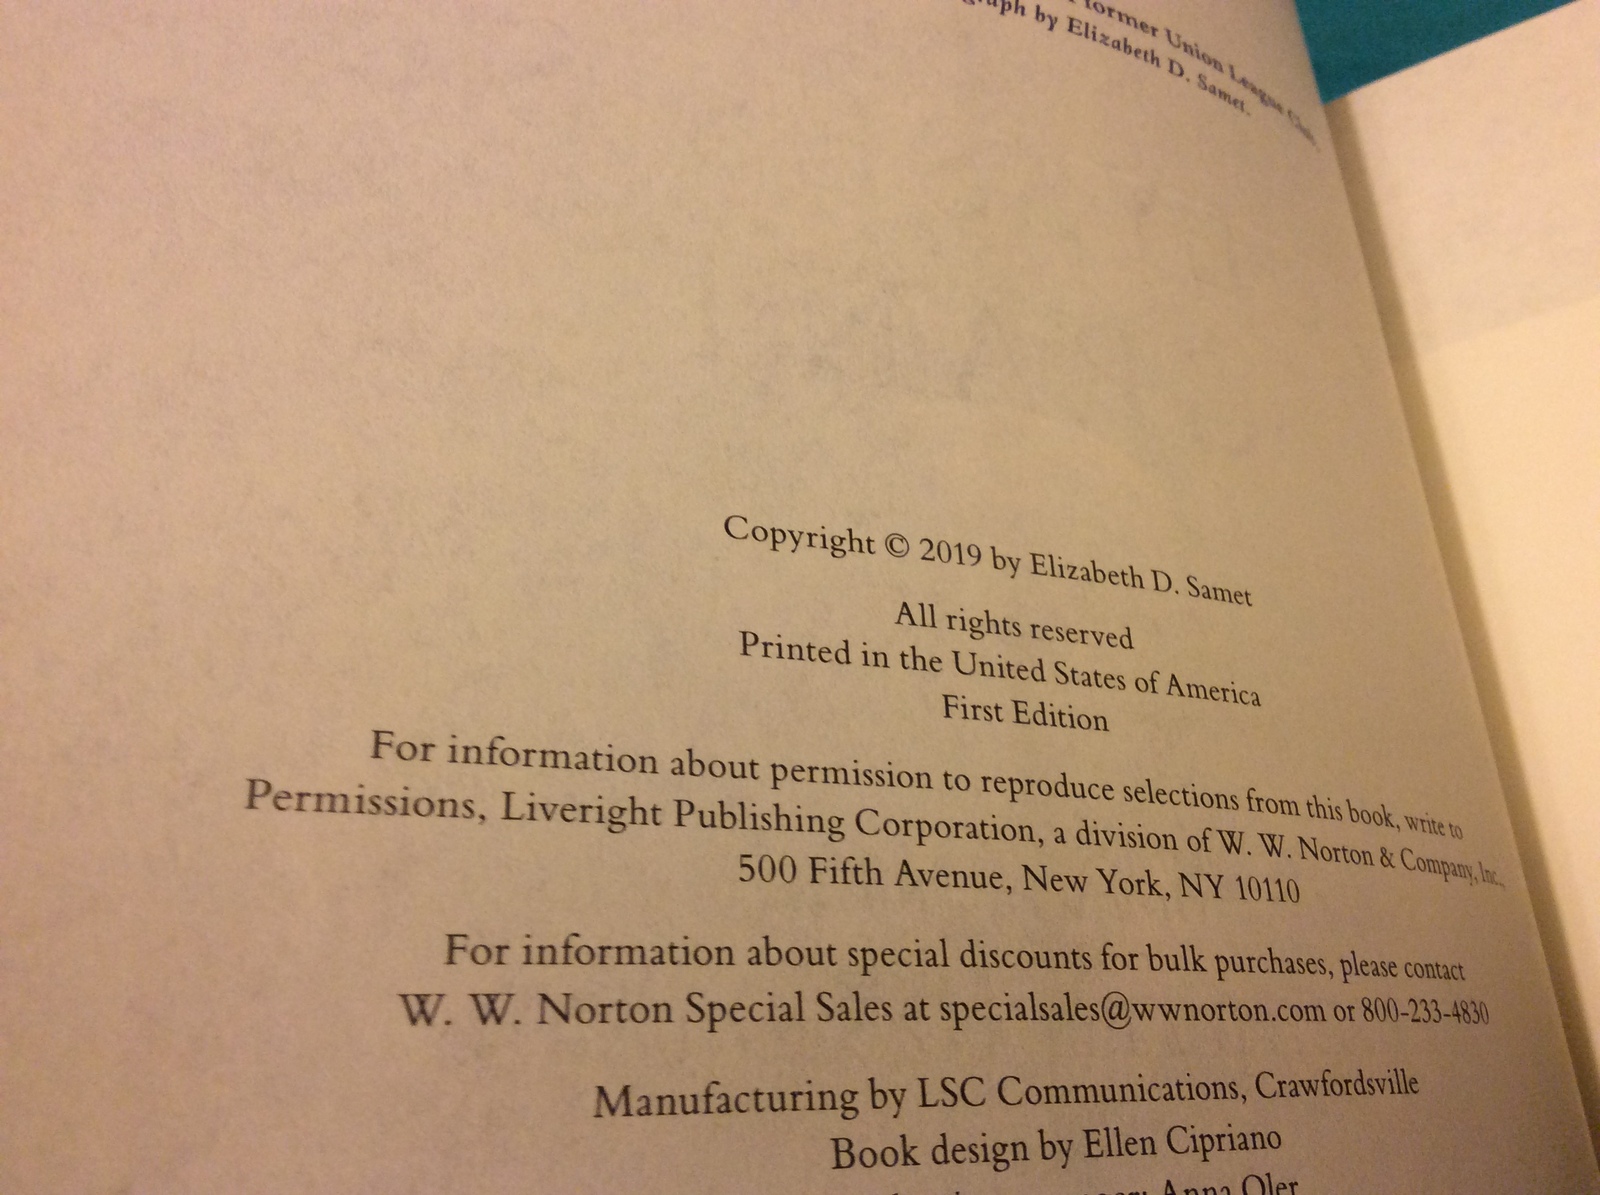 former Union League Club.
by Elizabeth D. Samet.
Copyright © 2019 by Elizabeth D. Samet
All rights reserved
Printed in the United States of America
First Edition
For information about permission to reproduce selections from this book, write to
Permissions, Liveright Publishing Corporation, a division of W. W. Norton & Company, Inc.,
500 Fifth Avenue, New York, NY 10110
For information about special discounts for bulk purchases, please contact
W. W. Norton Special Sales at specialsales@wwnorton.com or 800-233-4830
Manufacturing by LSC Communications, Crawfordsville
Book design by Ellen Cipriano
Anna Oler